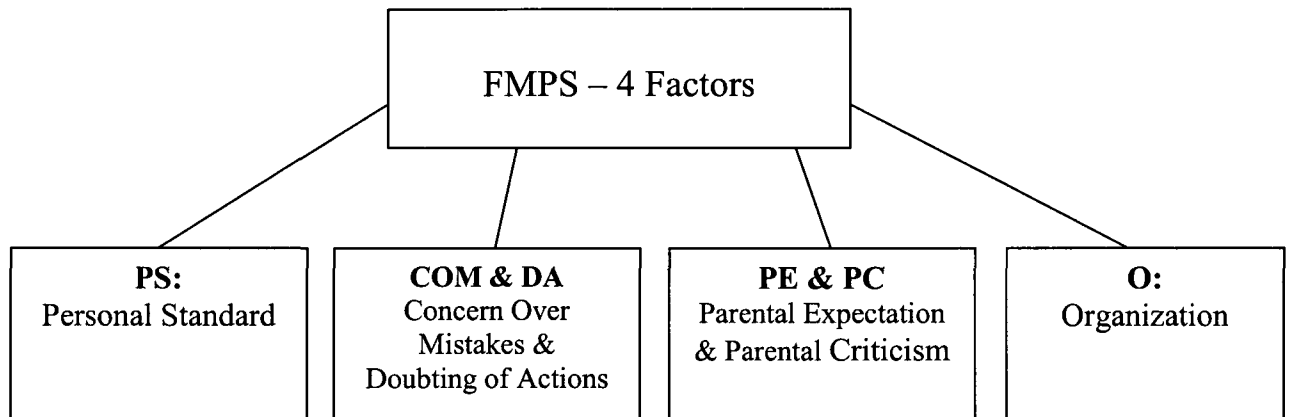 FMPS – 4 Factors
PS:
Personal Standard
COM & DA
Concern Over
Mistakes &
Doubting of Actions
PE & PC
Parental Expectation
& Parental Criticism
O:
Organization